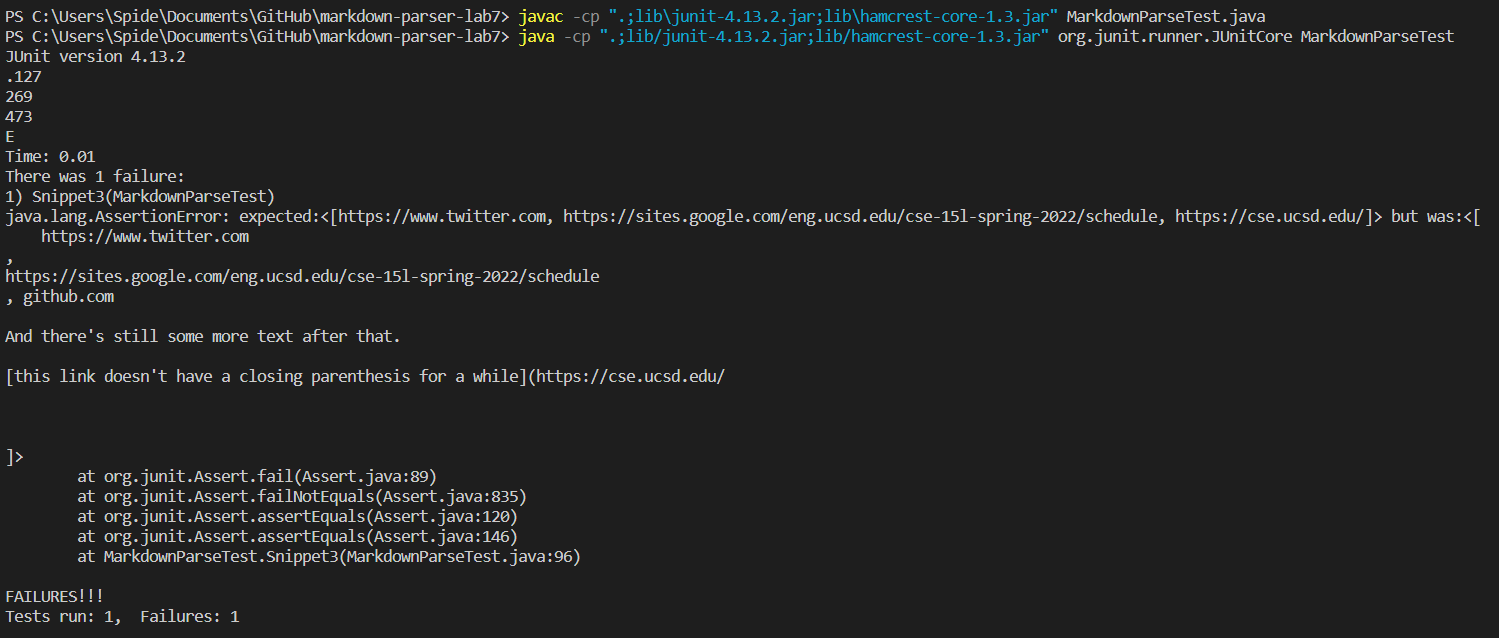 PS C:\Users\Spide\Documents\GitHub\markdown-parser-lab7> javac -cp ".;lib\junit-4.13.2.jar;lib\hamcrest-core-1.3.jar" MarkdownParseTest.java
PS C:\Users\Spide\Documents\GitHub\markdown-parser-lab7> java -cp ".;lib/junit-4.13.2.jar;lib/hamcrest-core-1.3.jar" org.junit.runner.JUnitCore MarkdownParseTest
JUnit version 4.13.2
.127
269
473
E
Time: 0.01
There was 1 failure:
1) Snippet3(MarkdownParseTest)
java.lang.AssertionError: expected:<[https://www.twitter.com, https://sites.google.com/eng.ucsd.edu/cse-15l-spring-2022/schedule, https://cse.ucsd.edu/]> but was:<[
    https://www.twitter.com
,
https://sites.google.com/eng.ucsd.edu/cse-15l-spring-2022/schedule
, github.com

And there's still some more text after that.

[this link doesn't have a closing parenthesis for a while](https://cse.ucsd.edu/



]>
        at org.junit.Assert.fail(Assert.java:89)
        at org.junit.Assert.failNotEquals(Assert.java:835)
        at org.junit.Assert.assertEquals(Assert.java:120)
        at org.junit.Assert.assertEquals(Assert.java:146)
        at MarkdownParseTest.Snippet3(MarkdownParseTest.java:96)

FAILURES!!!
Tests run: 1,  Failures: 1